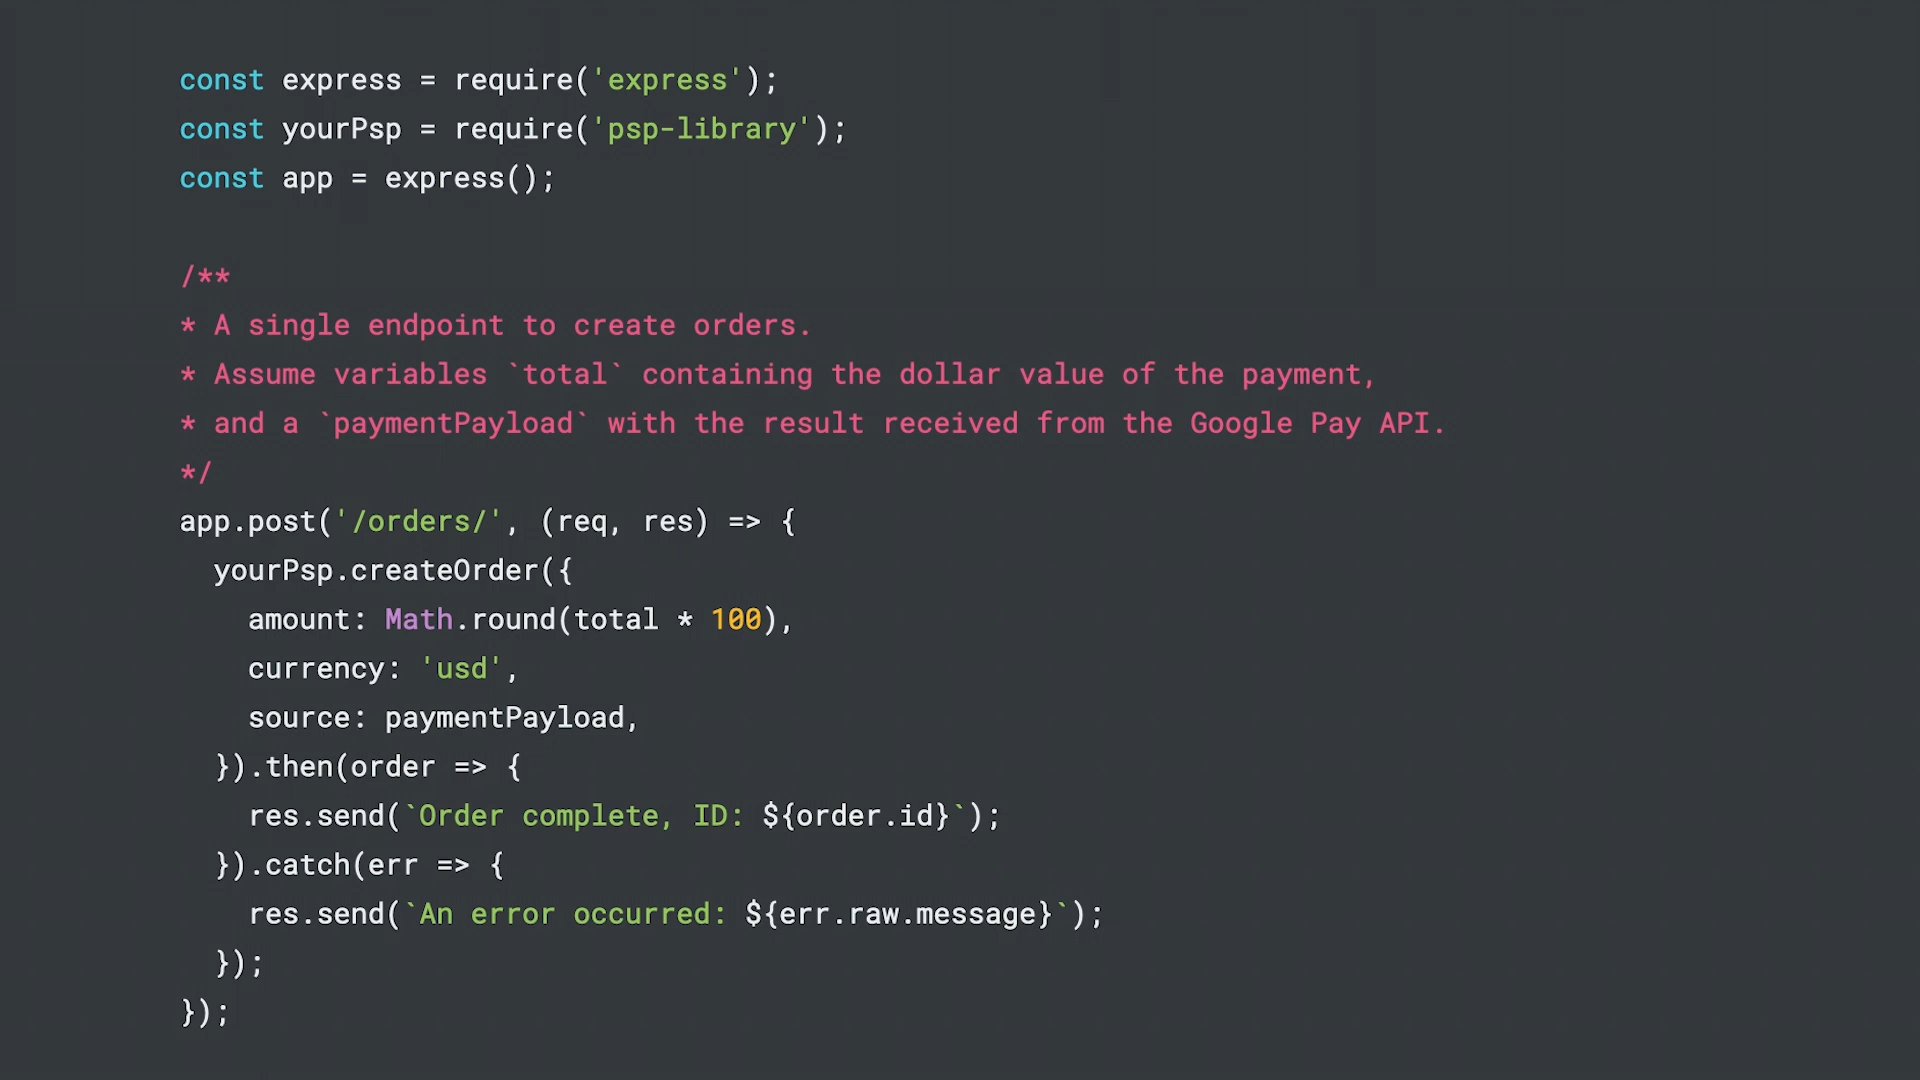 const express = require('express');
const yourPsp = require('psp-library');
const app = express();
/**
* A single endpoint to create orders.
* Assume variables `total` containing the dollar value of the payment,
* and a `paymentPayload` with the result received from the Google Pay API.
*/
app.post('/orders/', (req, res) => {
  yourPsp.createOrder({
    amount: Math.round(total * 100),
    currency: 'usd',
    source: paymentPayload,
  }).then(order => {
    res.send(`Order complete, ID: ${order.id}`);
  }).catch(err => {
    res.send(`An error occurred: ${err.raw.message}`);
  });
});